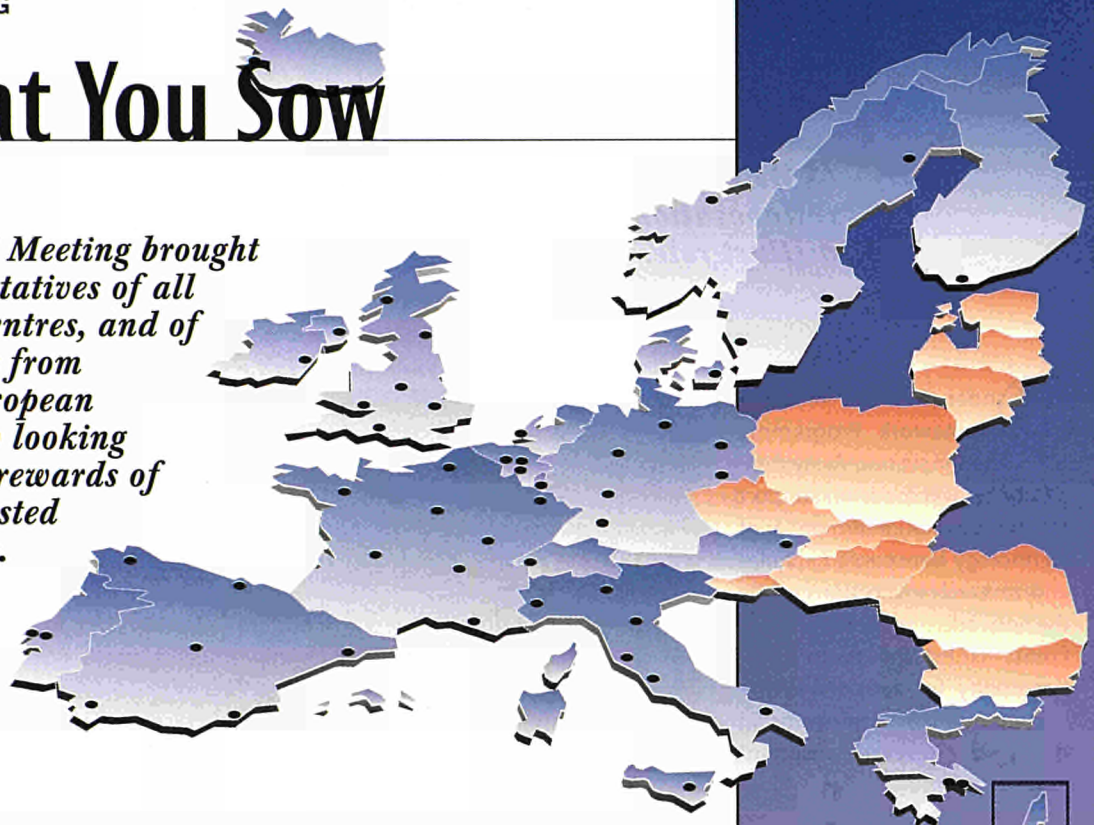 G
at You Sow
Meeting brought
tatives of all
entres, and of
from
opean
looking
rewards of
sted
.